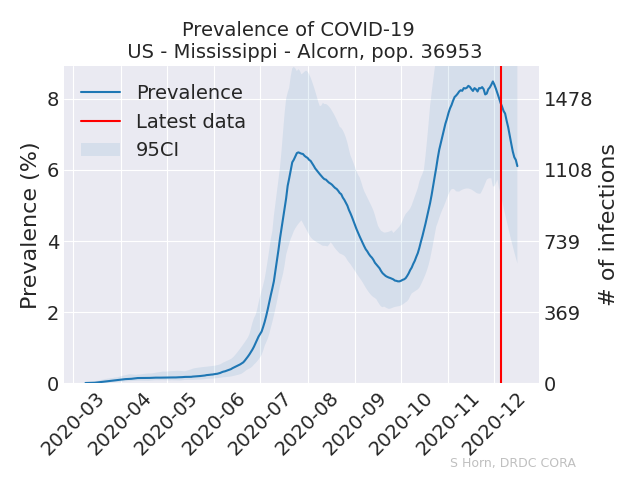 Prevalence of COVID-19
US - Mississippi - Alcorn, pop. 36953
Prevalence
Latest data
95CI
Prevalence (%)
8
6
4
2
0
1478
1108
739
369
0
# of infections
2020-03
2020-04
2020-05
2020-06
2020-07
2020-08
2020-09
2020-10
2020-11
2020-12
S Horn, DRDC CORA